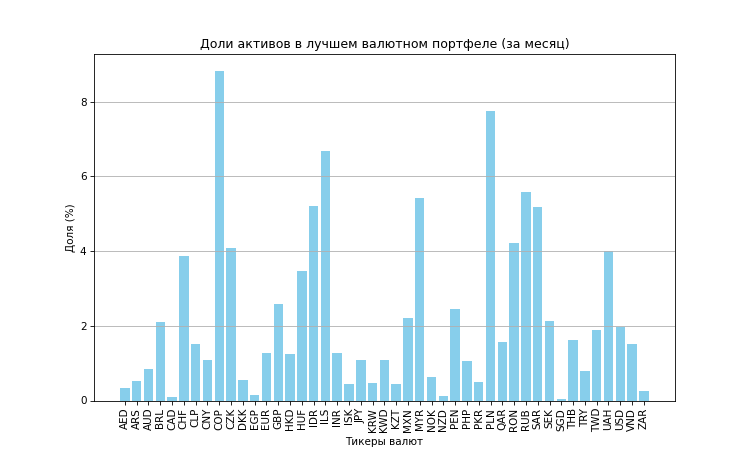 Доли активов в лучшем валютном портфеле (за месяц)
Доля (%)
8
6
4
2
0
AED ARS AUD BRL CAD CHF CLP CNY COP CZK DKK EGP EUR GBP HKD HUF IDR ILS INR ISK JPY KRW KWD KZT MXN MYR NOK NZD PEN PHP PKR PLN QAR RON RUB SAR SEK SGD THB TRY TWD UAH USD VND ZAR
Тикеры валют